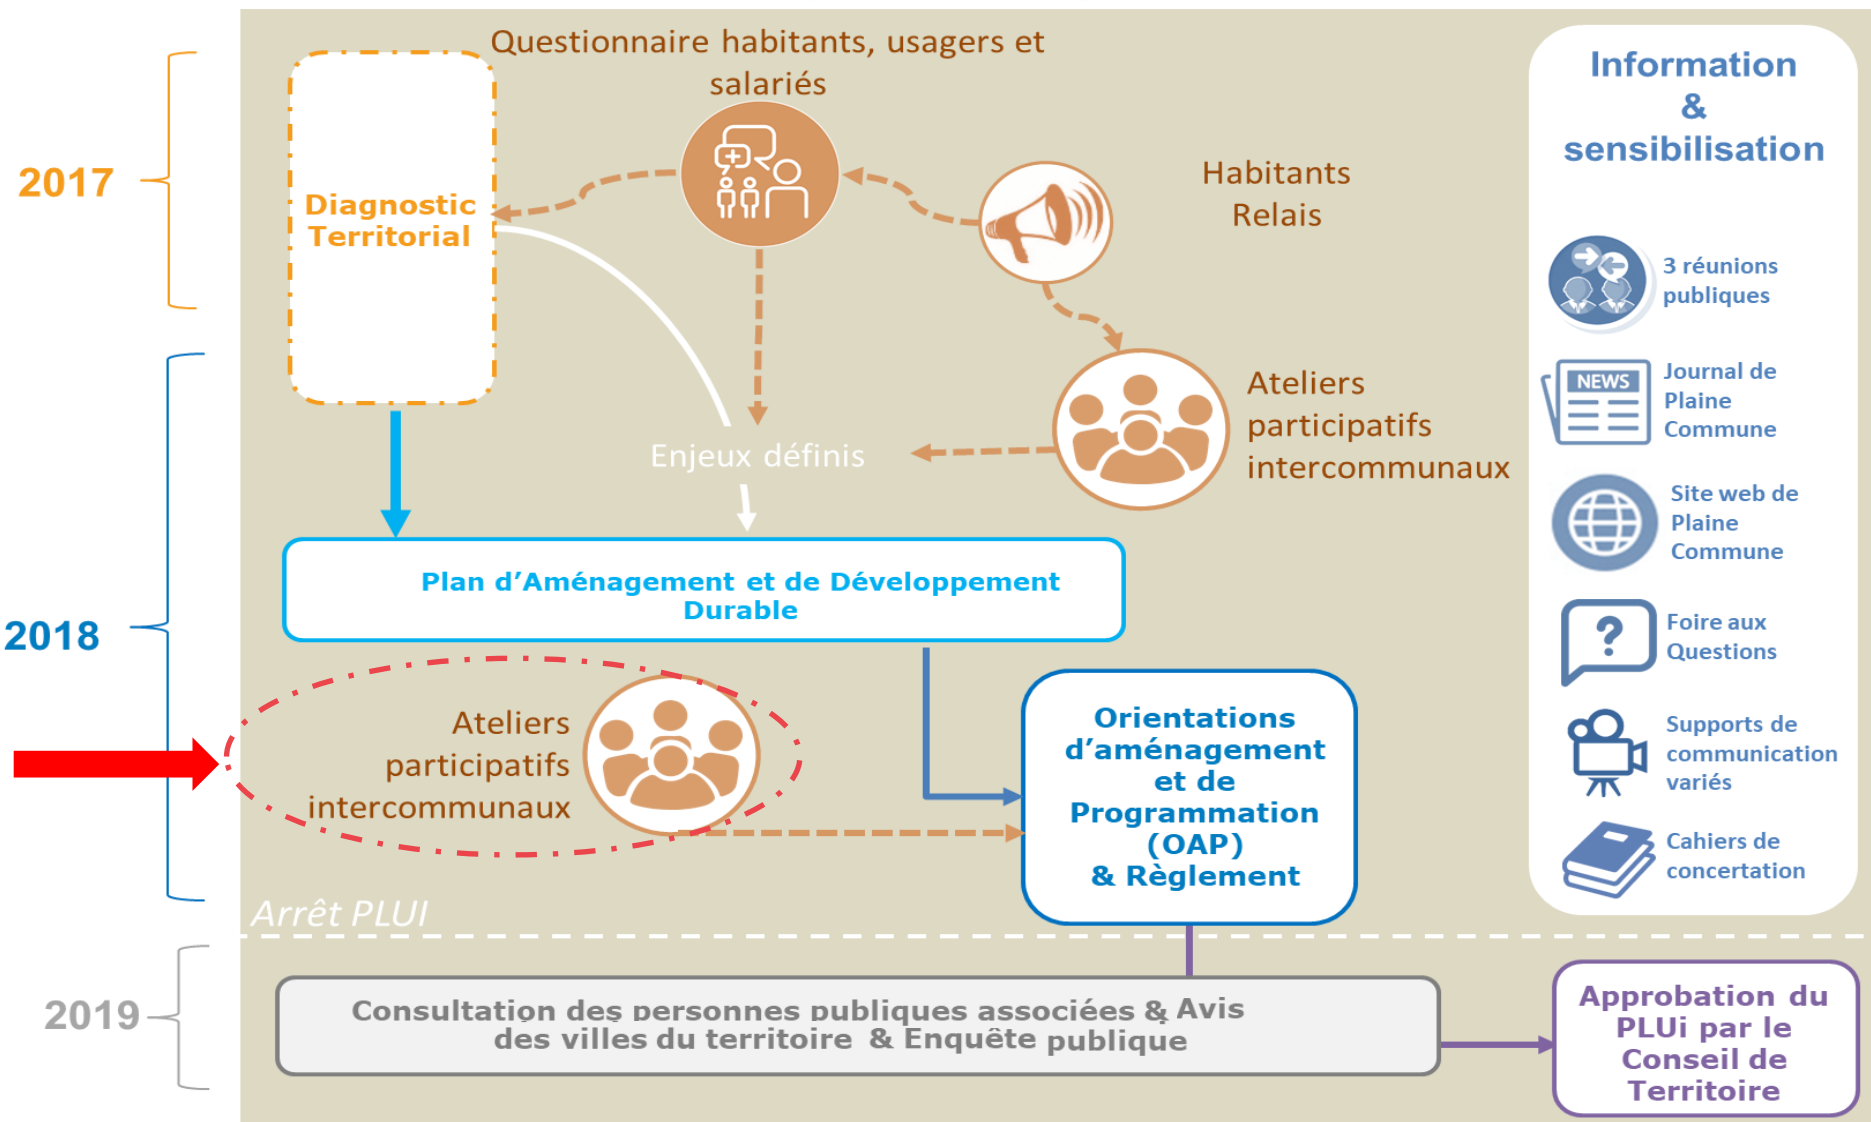 Questionnaire habitants, usagers et
salariés
2017
Diagnostic
Territorial
Habitants
Relais
Ateliers
participatifs
intercommunaux
Enjeux définis
2018
Plan d’Aménagement et de Développement
Durable
Ateliers
participatifs
intercommunaux
Orientations
d’aménagement
et de
Programmation
(OAP)
& Règlement
Arrêt PLUI
2019
Consultation des personnes publiques associées & Avis
des villes du territoire & Enquête publique
Approbation du
PLUi par le
Conseil de
Territoire
Information
&
sensibilisation
3 réunions
publiques
NEWS
Journal de
Plaine
Commune
Site web de
Plaine
Commune
?
Foire aux
Questions
Supports de
communication
variés
Cahiers de
concertation